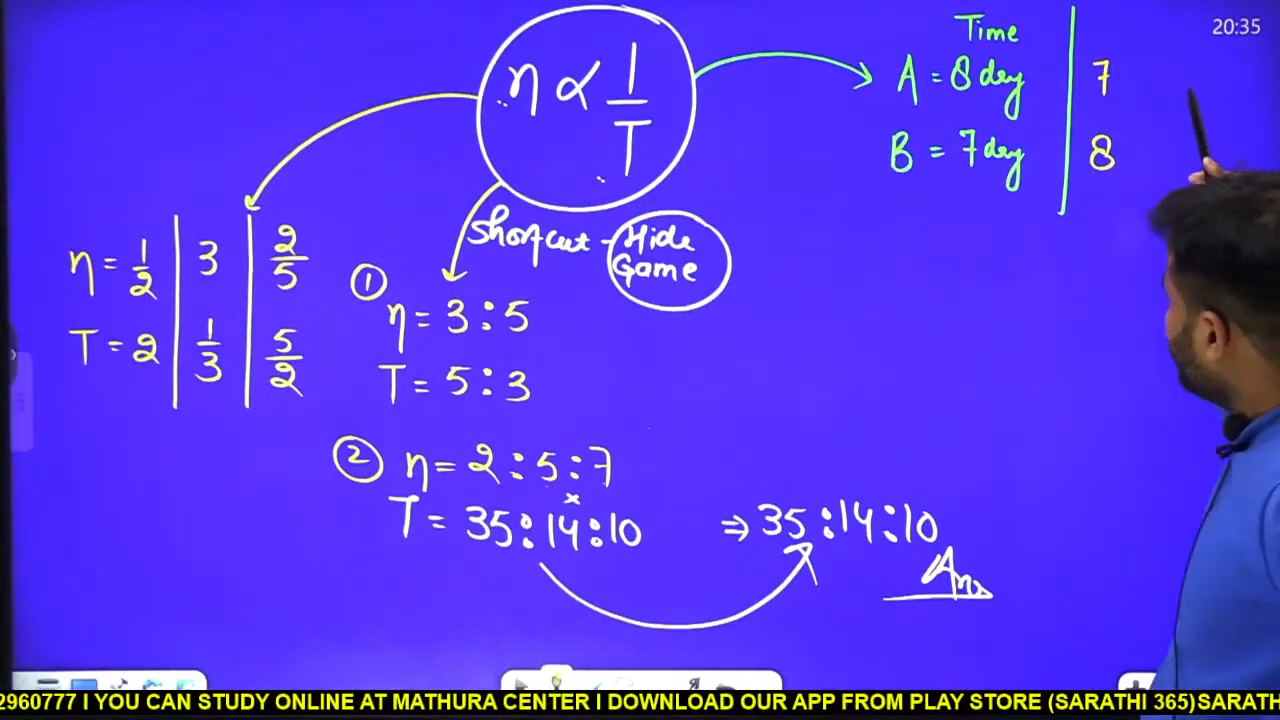 20:35
η ∝ 1/T
Time
A = 8 day | 7
B = 7 day | 8
Shortcut - Hide Game
η = 1/2 | 3 | 2/5
T = 2 | 1/3 | 5/2
① η = 3 : 5
T = 5 : 3
② η = 2 : 5 : 7
×
T = 35 : 14 : 10 ⇒ 35 : 14 : 10
Ans
2960777 I YOU CAN STUDY ONLINE AT MATHURA CENTER I DOWNLOAD OUR APP FROM PLAY STORE (SARATHI 365)SARATH